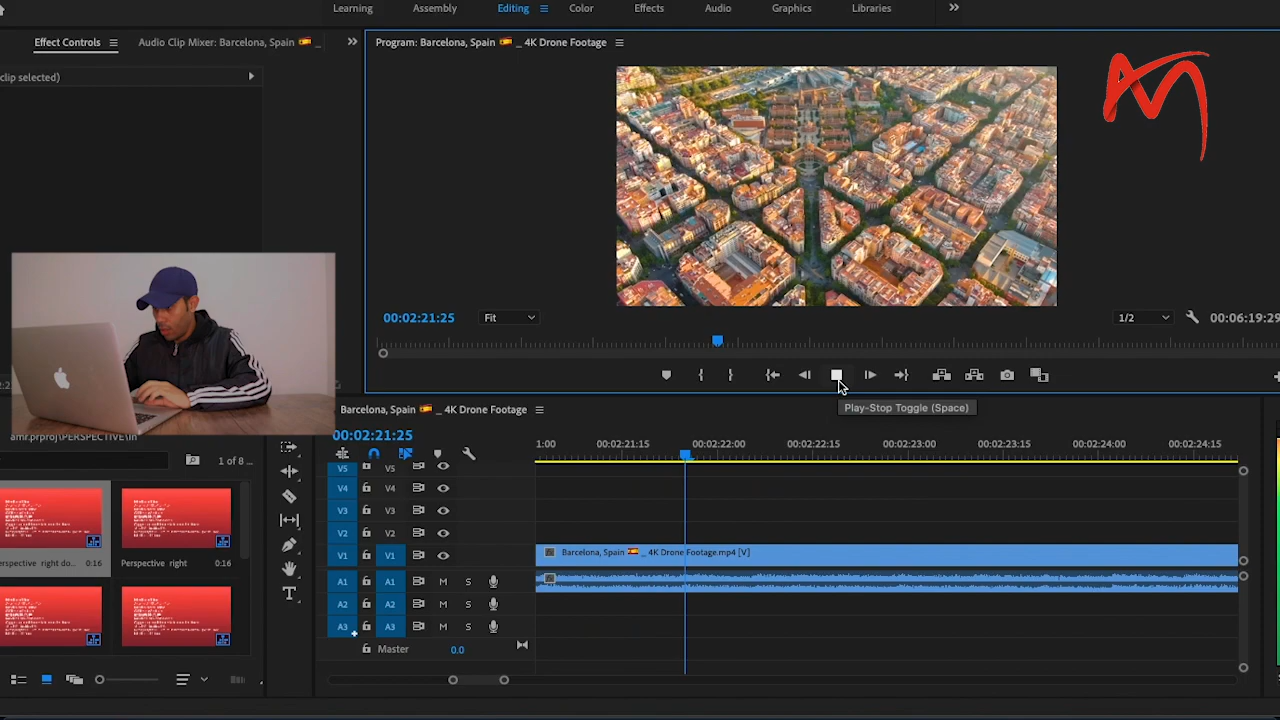 Learning Assembly Editing Color Effects Audio Graphics Libraries
Effect Controls Audio Clip Mixer: Barcelona, Spain 🇪🇸 _
Program: Barcelona, Spain 🇪🇸 _ 4K Drone Footage
clip selected)
00:02:21:25 Fit 1/2 00:06:19:29
Play-Stop Toggle (Space)
Barcelona, Spain 🇪🇸 _ 4K Drone Footage
00:02:21:25
1:00 00:02:21:15 00:02:22:00 00:02:22:15 00:02:23:00 00:02:23:15 00:02:24:00 00:02:24:15
amr.prproj\PERSPECTIVE\In
1 of 8 ...
V5 V5
V4 V4
V3 V3
V2 V2
V1 V1 Barcelona, Spain 🇪🇸 _ 4K Drone Footage.mp4 [V]
A1 A1 M S
A2 A2 M S
A3 A3 M S
Master 0.0
erspective right do... 0:16
Perspective right 0:16